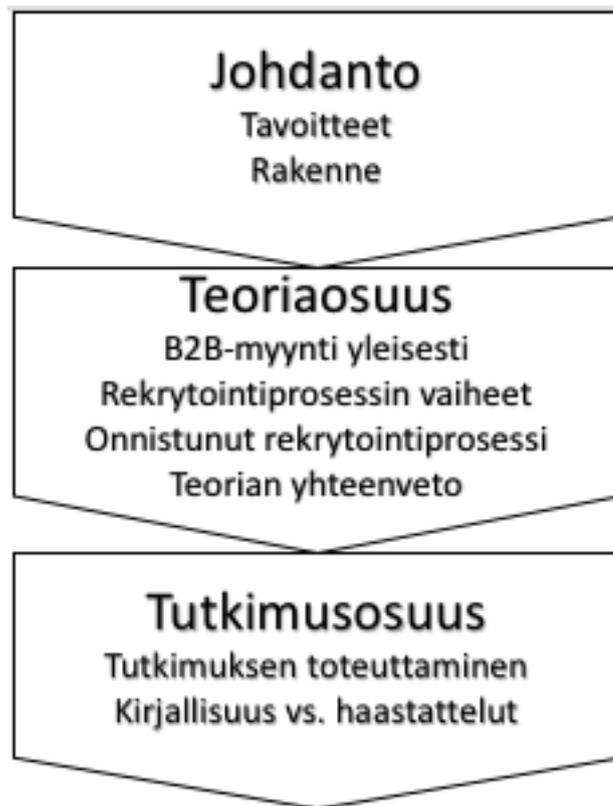 Johdanto
Tavoitteet
Rakenne
Teoriaosuus
B2B-myynti yleisesti
Rekrytointiprosessin vaiheet
Onnistunut rekrytointiprosessi
Teorian yhteenveto
Tutkimusosuus
Tutkimuksen toteuttaminen
Kirjallisuus vs. haastattelut